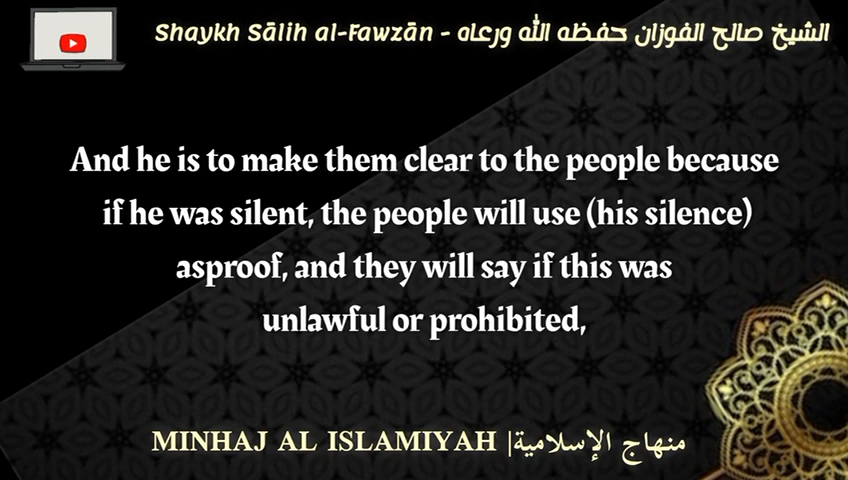 Shaykh Sālih al-Fawzān - الشيخ صالح الفوزان حفظه الله ورعاه
And he is to make them clear to the people because
if he was silent, the people will use (his silence)
asproof, and they will say if this was
unlawful or prohibited,
MINHAJ AL ISLAMIYAH |منهاج الإسلامية